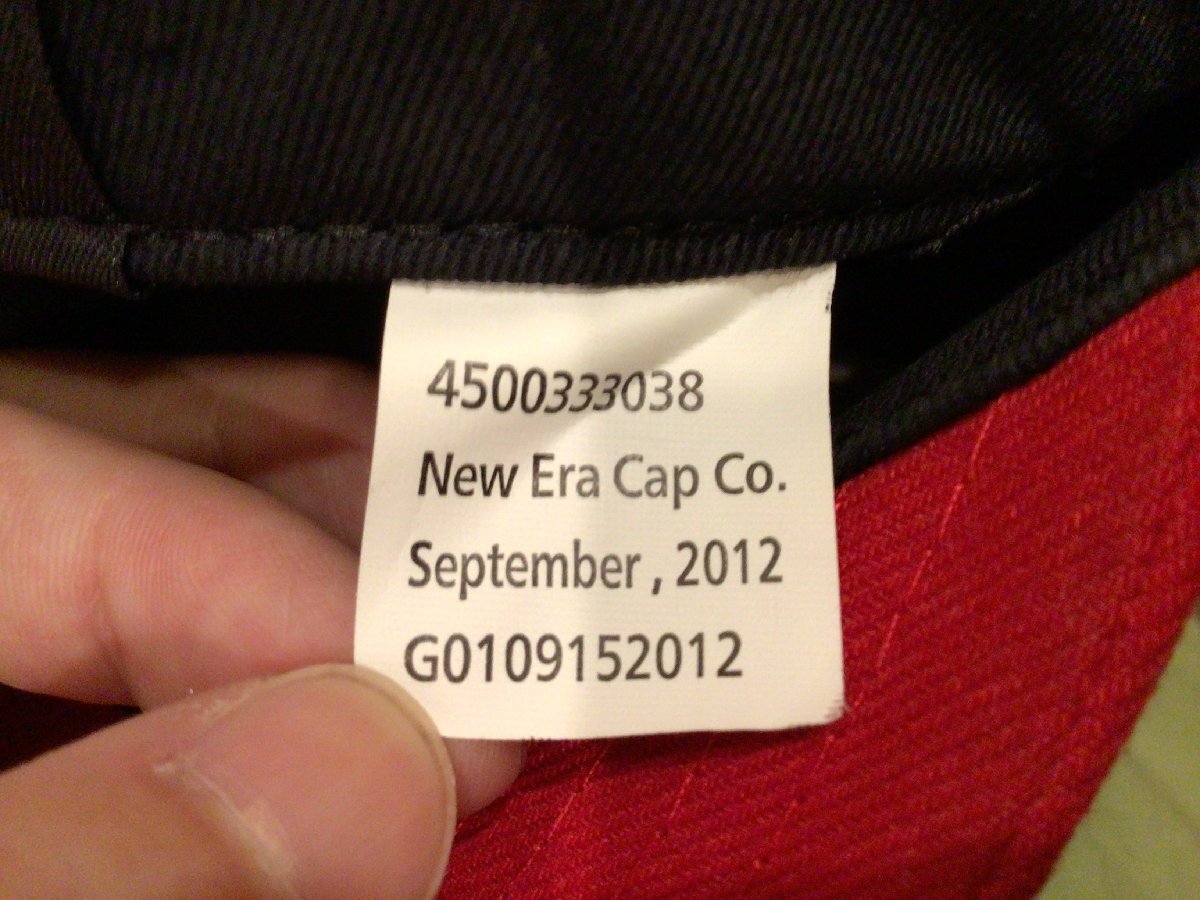 4500333038
New Era Cap Co.
September , 2012
G0109152012